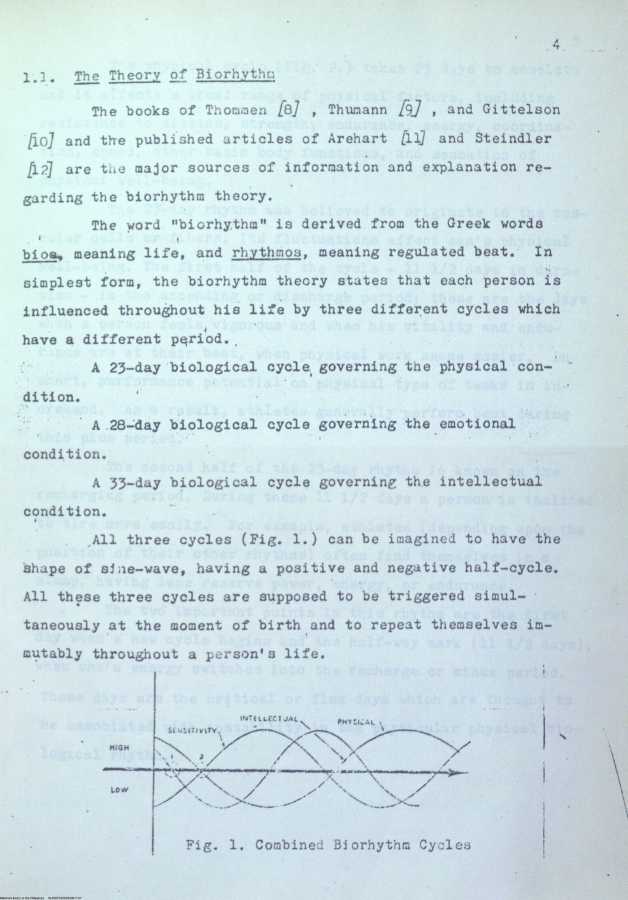 4
1.1. The Theory of Biorhythm
The books of Thommen [8] , Thumann [9] , and Gittelson
[10] and the published articles of Arehart [11] and Steindler
[12] are the major sources of information and explanation re-
garding the biorhythm theory.
The word "biorhythm" is derived from the Greek words
bios, meaning life, and rhythmos, meaning regulated beat. In
simplest form, the biorhythm theory states that each person is
influenced throughout his life by three different cycles which
have a different period.
A 23-day biological cycle governing the physical con-
dition.
A 28-day biological cycle governing the emotional
condition.
A 33-day biological cycle governing the intellectual
condition.
All three cycles (Fig. 1.) can be imagined to have the
shape of sine-wave, having a positive and negative half-cycle.
All these three cycles are supposed to be triggered simul-
taneously at the moment of birth and to repeat themselves im-
mutably throughout a person's life.
SENSITIVITY INTELLECTUAL PHYSICAL
HIGH
1 2
LOW
Fig. 1. Combined Biorhythm Cycles